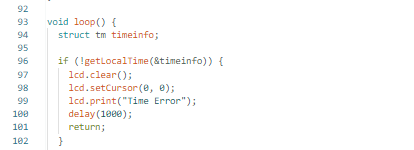 92
93 void loop() {
94 struct tm timeinfo;
95
96 if (!getLocalTime(&timeinfo)) {
97 lcd.clear();
98 lcd.setCursor(0, 0);
99 lcd.print("Time Error");
100 delay(1000);
101 return;
102 }